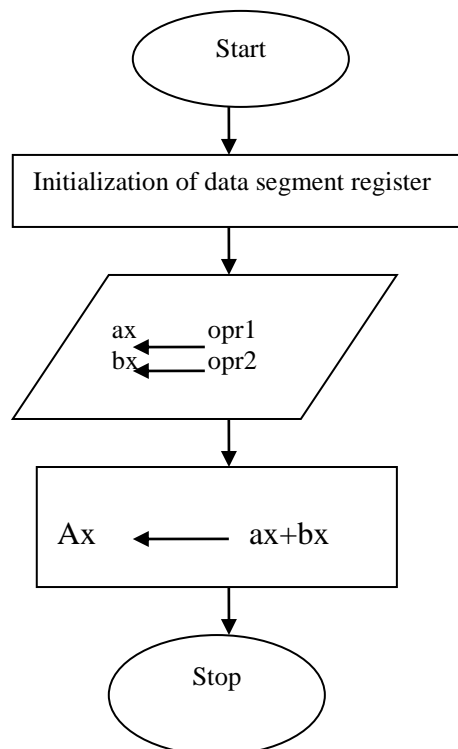 Start
Initialization of data segment register
ax opr1
bx opr2
Ax ax+bx
Stop